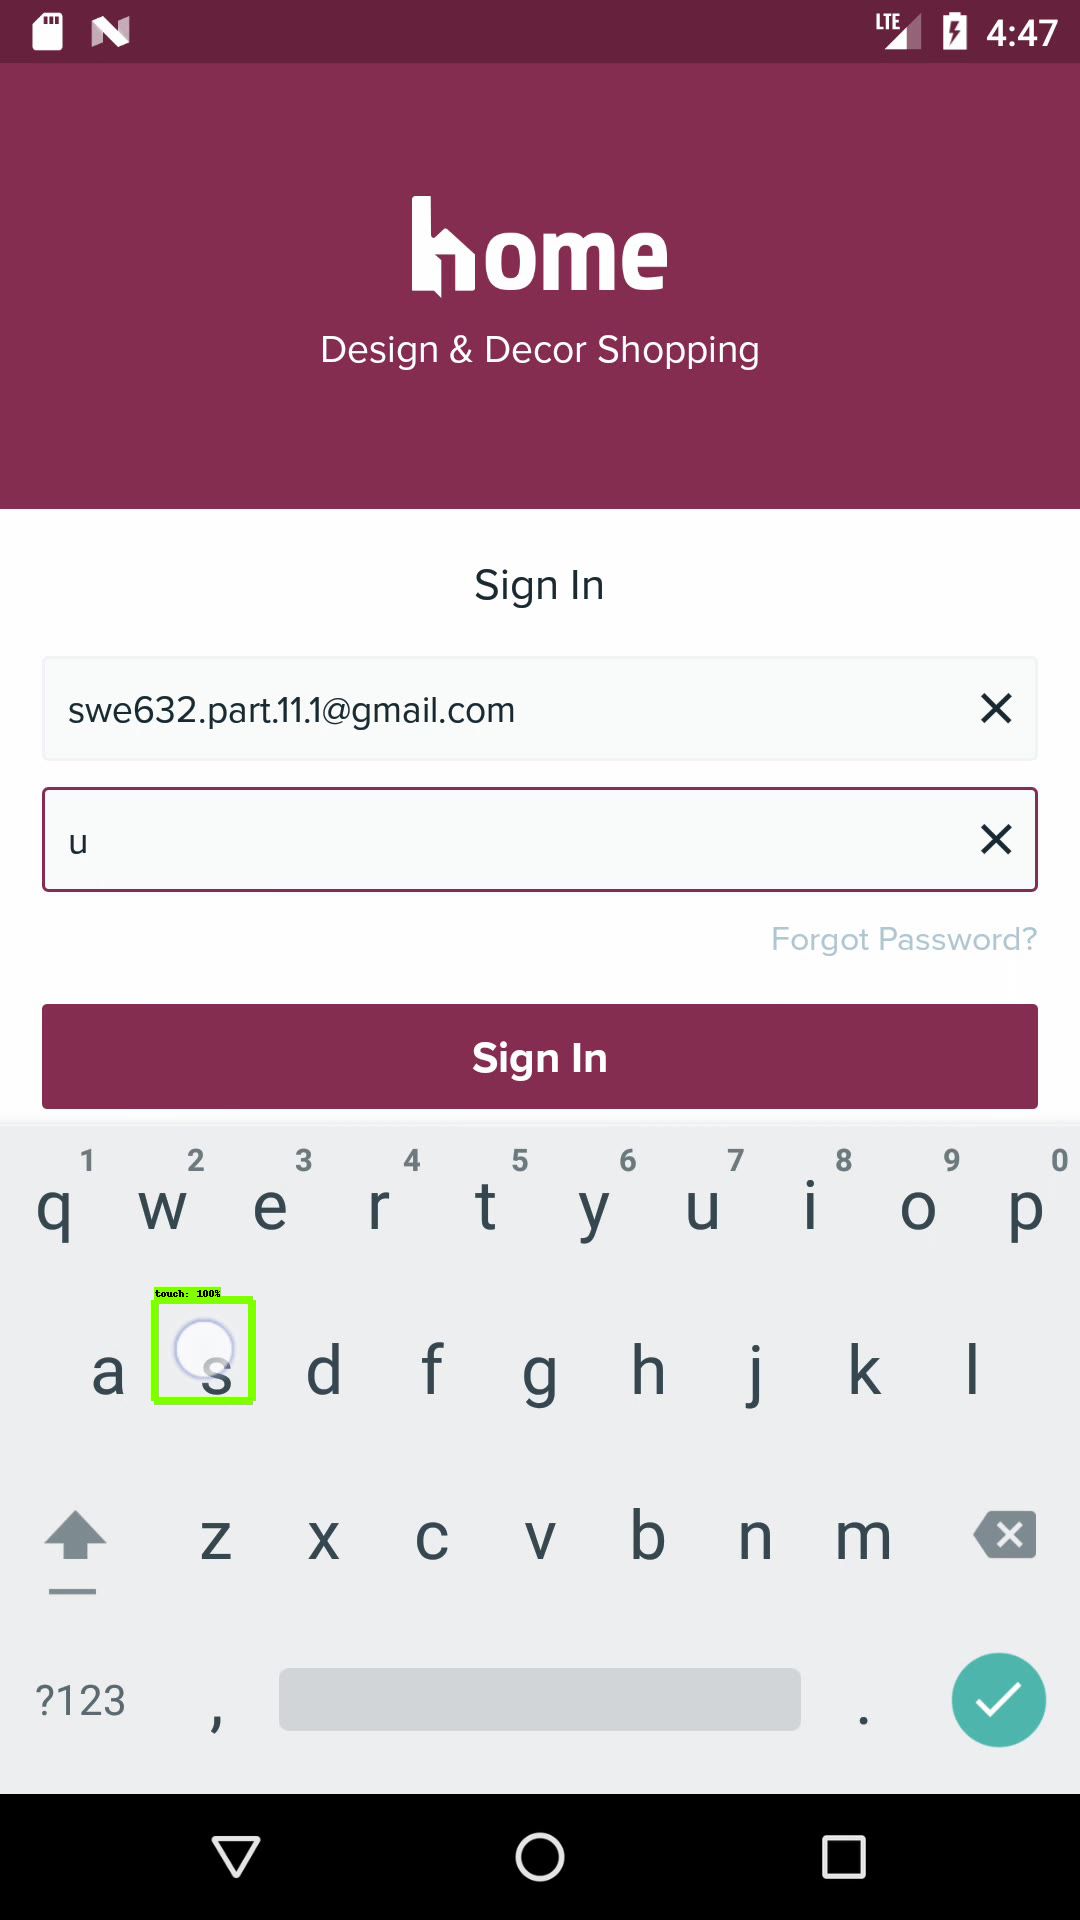 LTE 4:47
home
Design & Decor Shopping
Sign In
swe632.part.11.1@gmail.com
u
Forgot Password?
Sign In
1 2 3 4 5 6 7 8 9 0
q w e r t y u i o p
touch: 100%
a s d f g h j k l
z x c v b n m
?123 , .